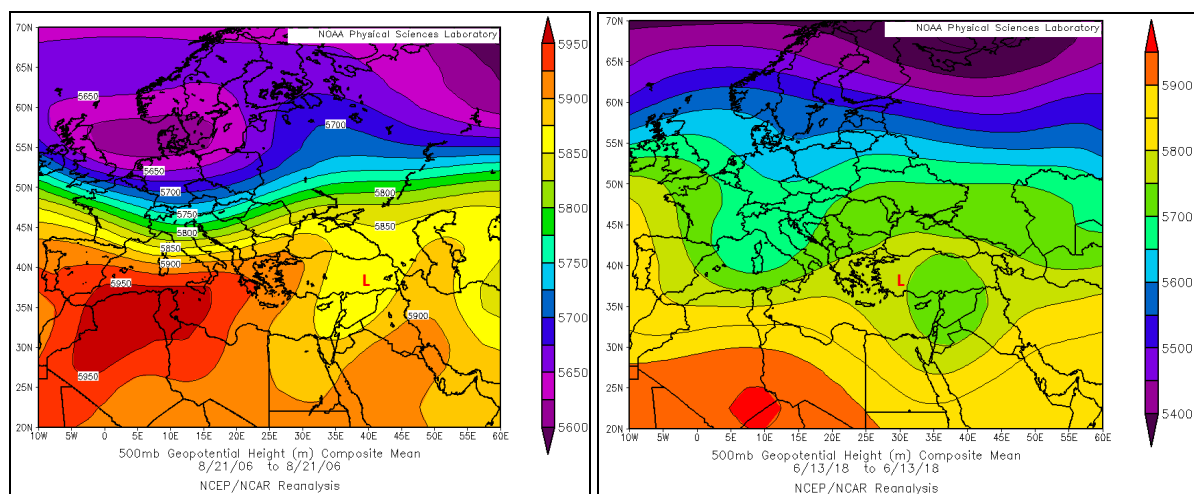 NOAA Physical Sciences Laboratory
70N
65N
60N
55N
50N
45N
40N
35N
30N
25N
20N
5650
5700
5650
5700
5750
5800
5800
5850
5850
5900
5950
5900
5950
L
10W
5W
0
5E
10E
15E
20E
25E
30E
35E
40E
45E
50E
55E
60E
5950
5900
5850
5800
5750
5700
5650
5600
500mb Geopotential Height (m) Composite Mean
8/21/06 to 8/21/06
NCEP/NCAR Reanalysis
NOAA Physical Sciences Laboratory
70N
65N
60N
55N
50N
45N
40N
35N
30N
25N
20N
L
10W
5W
0
5E
10E
15E
20E
25E
30E
35E
40E
45E
50E
55E
60E
5900
5800
5700
5600
5500
5400
500mb Geopotential Height (m) Composite Mean
6/13/18 to 6/13/18
NCEP/NCAR Reanalysis